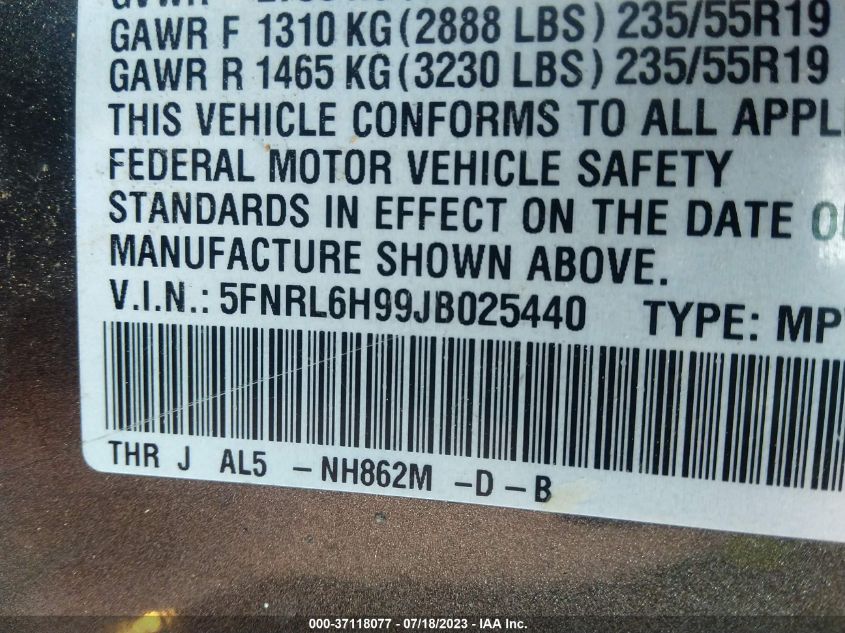 GAWR F 1310 KG (2888 LBS) 235/55R19
GAWR R 1465 KG (3230 LBS) 235/55R19
THIS VEHICLE CONFORMS TO ALL APPL
FEDERAL MOTOR VEHICLE SAFETY
STANDARDS IN EFFECT ON THE DATE
MANUFACTURE SHOWN ABOVE.
V.I.N.: 5FNRL6H99JB025440 TYPE: MP
THR J AL5 -NH862M -D -B
000-37118077 - 07/18/2023 - IAA Inc.